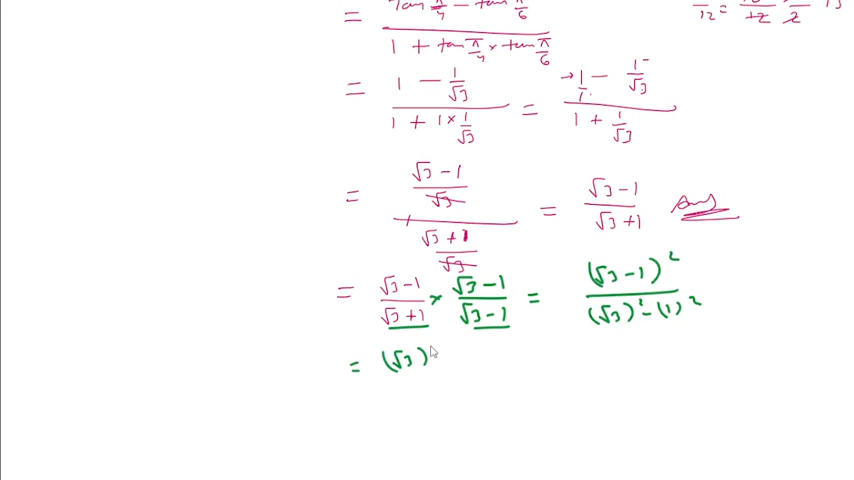 = (tan π/4 - tan π/6) / (1 + tan π/4 × tan π/6)
= (1 - 1/√3) / (1 + 1 × 1/√3) = (1/1 - 1/√3) / (1 + 1/√3)
= ((√3 - 1)/√3) / ((√3 + 1)/√3) = (√3 - 1)/(√3 + 1) Ans
= (√3 - 1)/(√3 + 1) × (√3 - 1)/(√3 - 1) = (√3 - 1)² / ((√3)² - (1)²)
= (√3)